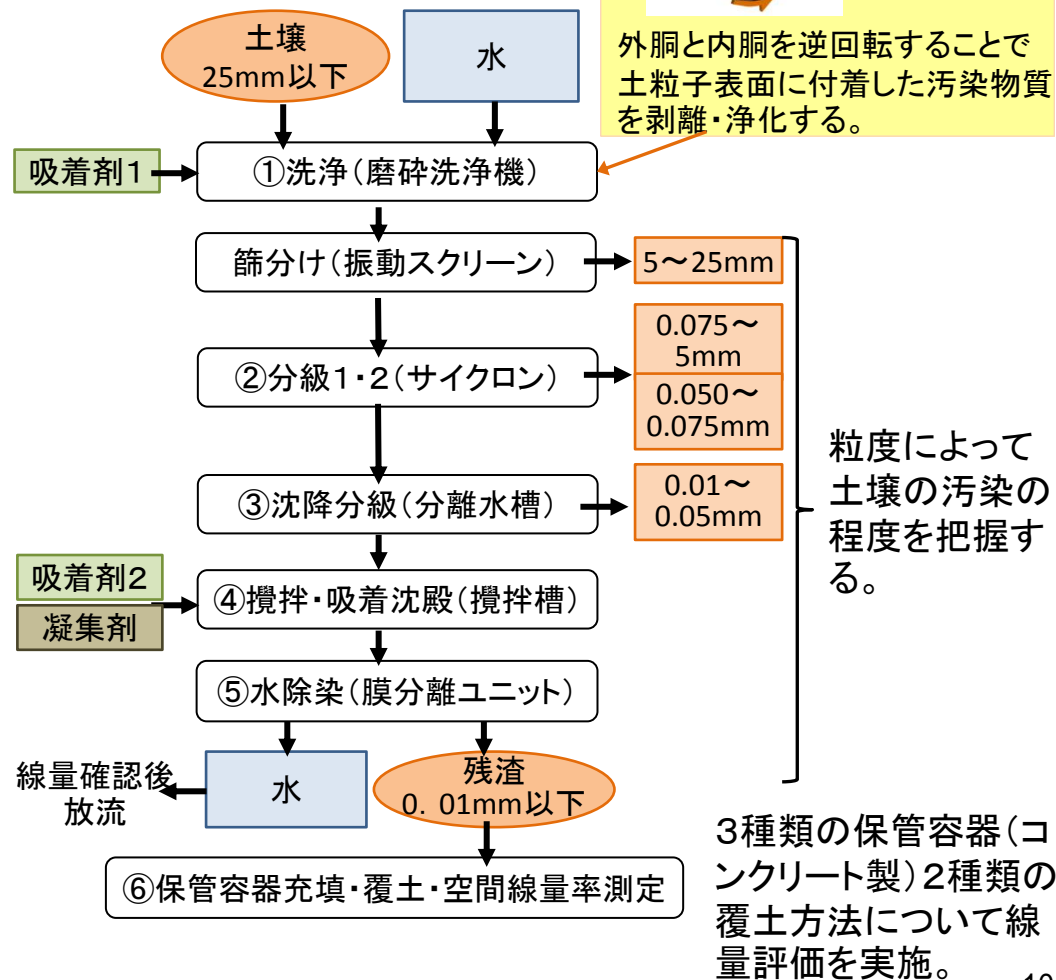 外胴と内胴を逆回転することで
土粒子表面に付着した汚染物質
を剥離・浄化する。
土壌
25mm以下
水
吸着剤1
①洗浄(磨砕洗浄機)
篩分け(振動スクリーン)
5～25mm
②分級1・2(サイクロン)
0.075～
5mm
0.050～
0.075mm
③沈降分級(分離水槽)
0.01～
0.05mm
粒度によって
土壌の汚染の
程度を把握す
る。
吸着剤2
凝集剤
④攪拌・吸着沈殿(攪拌槽)
⑤水除染(膜分離ユニット)
線量確認後
放流
水
残渣
0．01mm以下
⑥保管容器充填・覆土・空間線量率測定
3種類の保管容器(コ
ンクリート製)2種類の
覆土方法について線
量評価を実施。